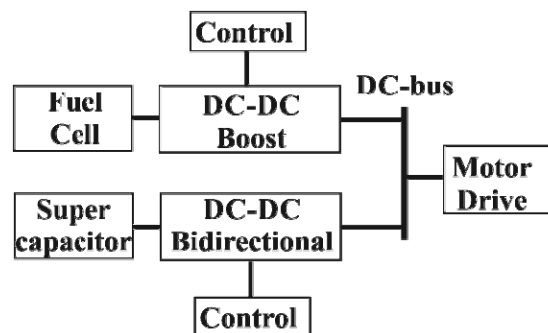 Control
DC-bus
Fuel
Cell
DC-DC
Boost
Motor
Drive
Super
capacitor
DC-DC
Bidirectional
Control